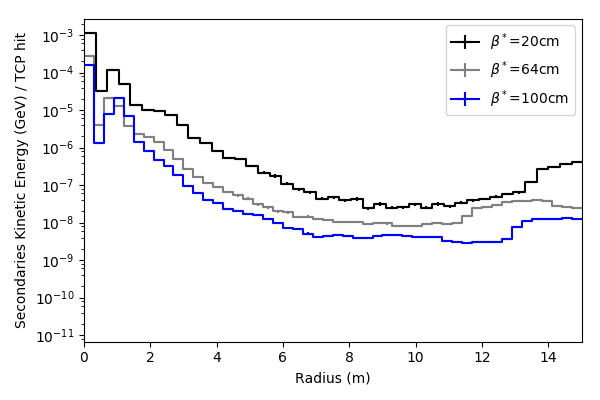 Secondaries Kinetic Energy (GeV) / TCP hit
10⁻³
10⁻⁴
10⁻⁵
10⁻⁶
10⁻⁷
10⁻⁸
10⁻⁹
10⁻¹⁰
10⁻¹¹
β*=20cm
β*=64cm
β*=100cm
0 2 4 6 8 10 12 14
Radius (m)